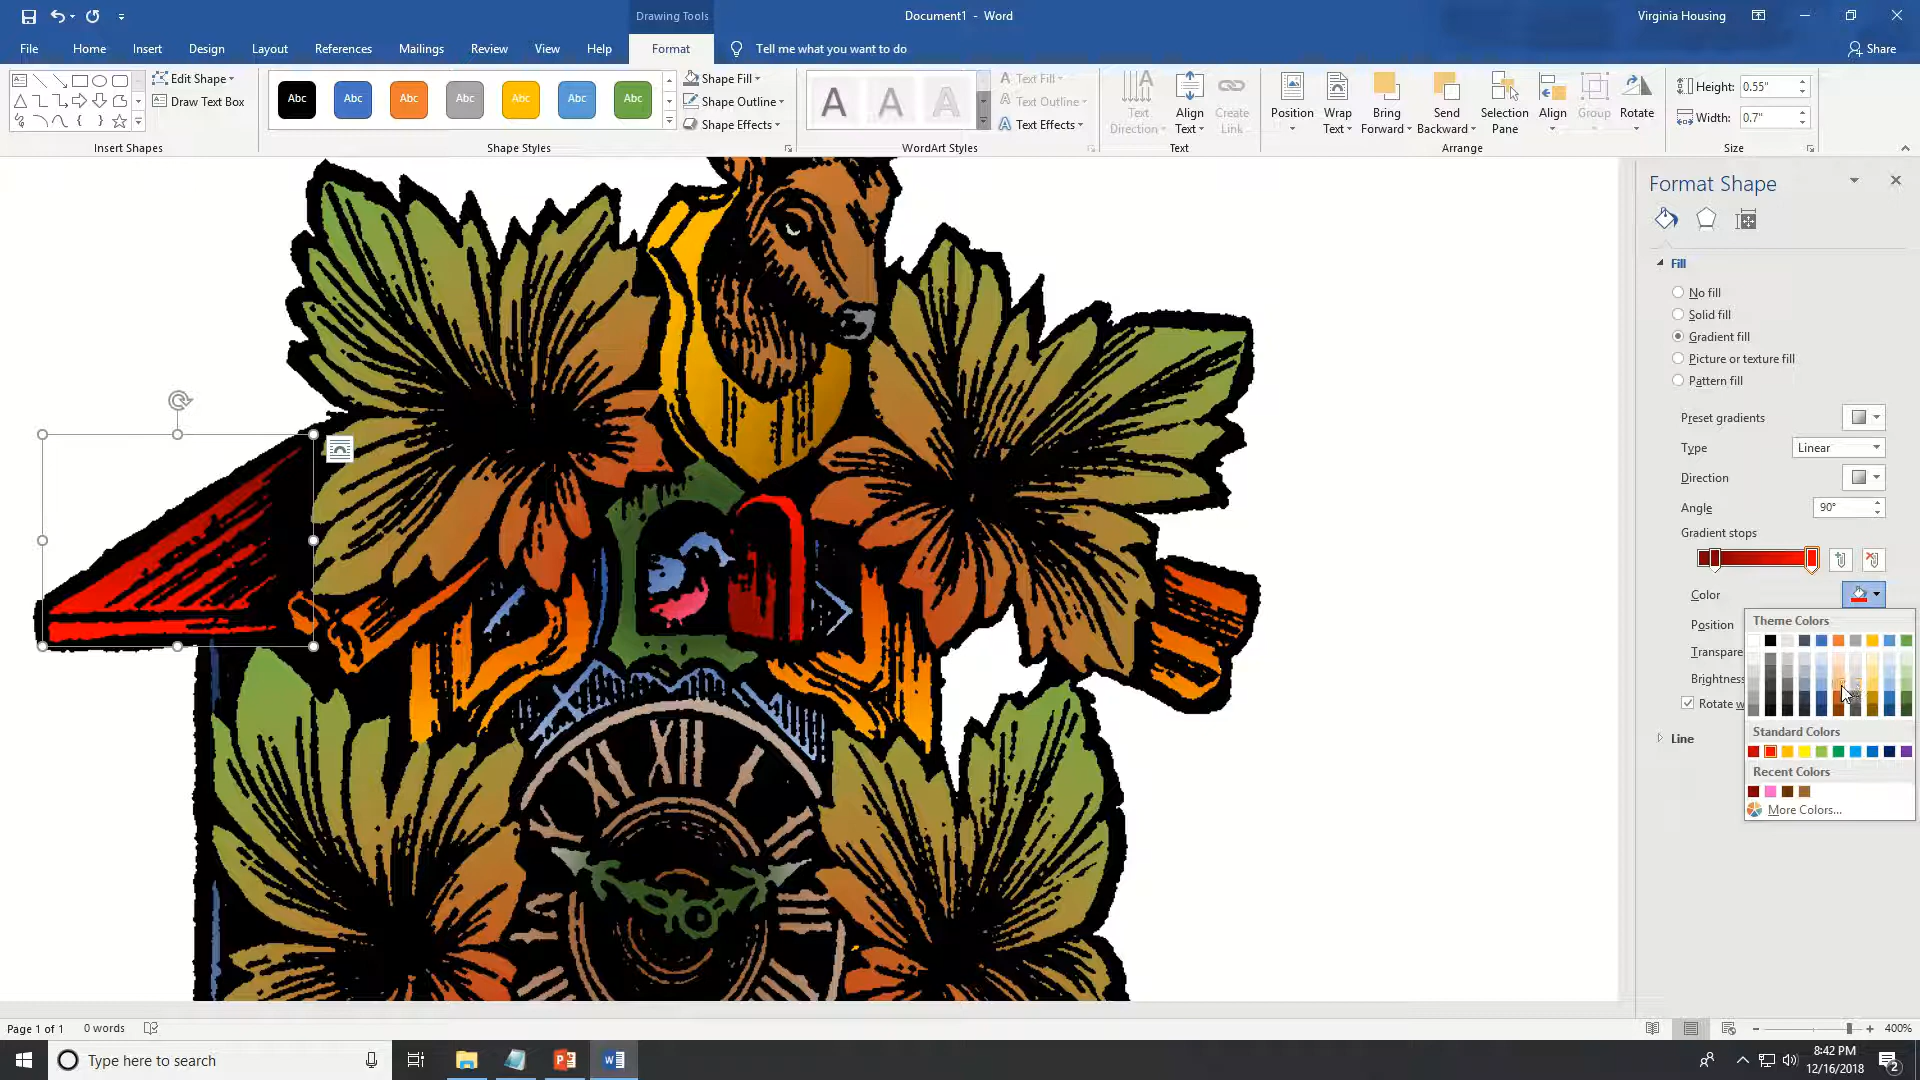 Drawing Tools
Document1 - Word
Virginia Housing
File Home Insert Design Layout References Mailings Review View Help Format Tell me what you want to do Share
Edit Shape
Draw Text Box
Insert Shapes
Abc Abc Abc Abc Abc Abc Abc
Shape Fill
Shape Outline
Shape Effects
Shape Styles
A A A
Text Fill
Text Outline
Text Effects
WordArt Styles
Text Direction
Align Text
Create Link
Text
Position
Wrap Text
Bring Forward
Send Backward
Selection Pane
Align
Group
Rotate
Arrange
Height: 0.55"
Width: 0.7"
Size
Format Shape
Fill
No fill
Solid fill
Gradient fill
Picture or texture fill
Pattern fill
Preset gradients
Type Linear
Direction
Angle 90°
Gradient stops
Color
Position
Transpare
Brightness
Rotate w
Line
Theme Colors
Standard Colors
Recent Colors
More Colors...
XII
Page 1 of 1 0 words
400%
Type here to search
8:42 PM
12/16/2018
2